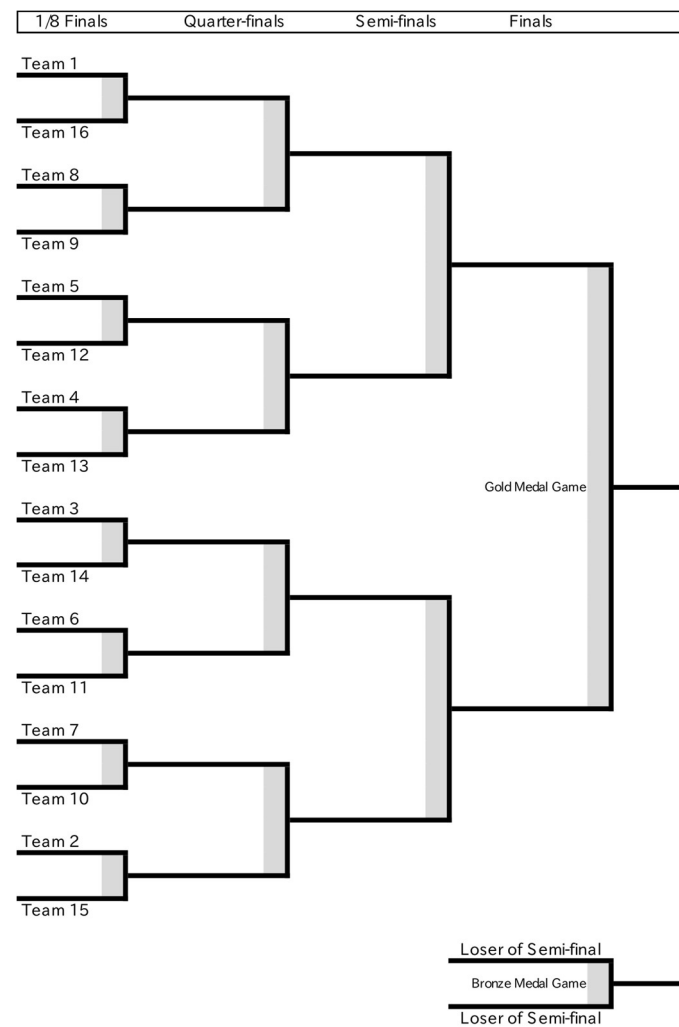 1/8 Finals Quarter-finals Semi-finals Finals
Team 1
Team 16
Team 8
Team 9
Team 5
Team 12
Team 4
Team 13
Gold Medal Game
Team 3
Team 14
Team 6
Team 11
Team 7
Team 10
Team 2
Team 15
Loser of Semi-final
Bronze Medal Game
Loser of Semi-final